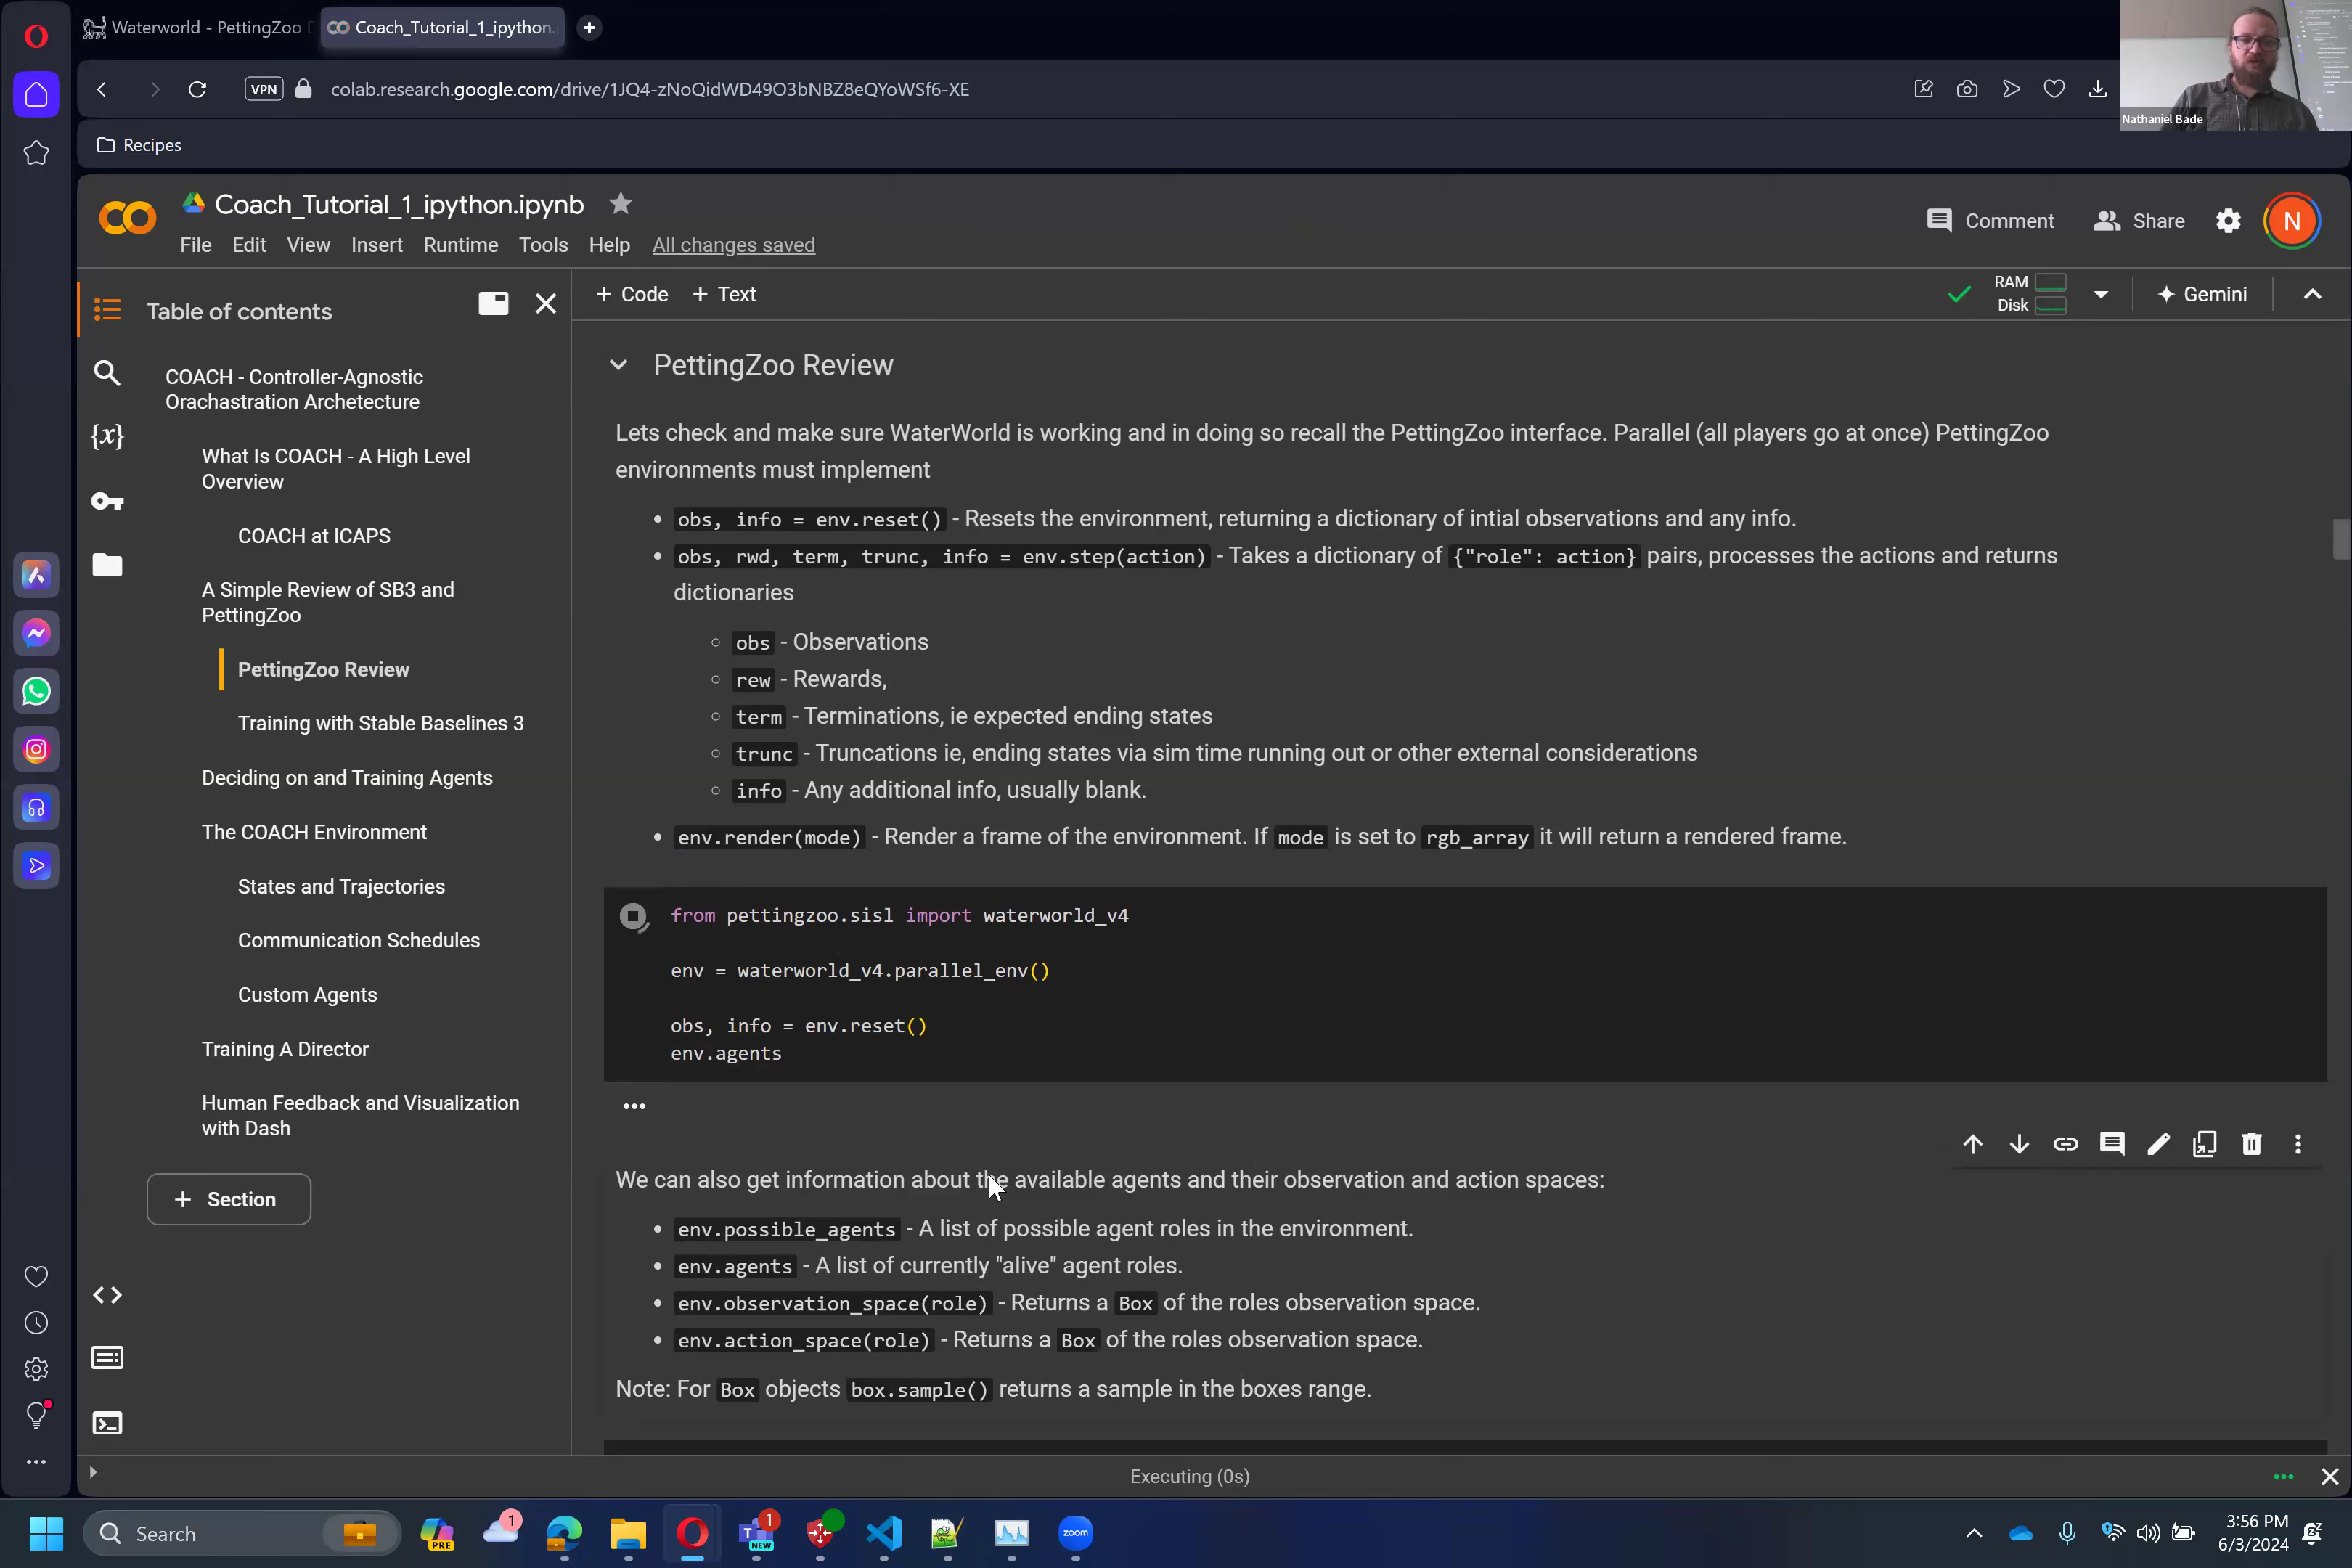 Waterworld - PettingZoo
Coach_Tutorial_1_ipython.
VPN
colab.research.google.com/drive/1JQ4-zNoQidWD49O3bNBZ8eQYoWSf6-XE
Nathaniel Bade
Recipes
Coach_Tutorial_1_ipython.ipynb
File Edit View Insert Runtime Tools Help All changes saved
Comment Share N
Table of contents
+ Code + Text
RAM
Disk
Gemini
COACH - Controller-Agnostic
Orachastration Archetecture
What Is COACH - A High Level
Overview
COACH at ICAPS
A Simple Review of SB3 and
PettingZoo
PettingZoo Review
Training with Stable Baselines 3
Deciding on and Training Agents
The COACH Environment
States and Trajectories
Communication Schedules
Custom Agents
Training A Director
Human Feedback and Visualization
with Dash
+ Section
{x}
PettingZoo Review
Lets check and make sure WaterWorld is working and in doing so recall the PettingZoo interface. Parallel (all players go at once) PettingZoo
environments must implement
• obs, info = env.reset() - Resets the environment, returning a dictionary of intial observations and any info.
• obs, rwd, term, trunc, info = env.step(action) - Takes a dictionary of {"role": action} pairs, processes the actions and returns
dictionaries
◦ obs - Observations
◦ rew - Rewards,
◦ term - Terminations, ie expected ending states
◦ trunc - Truncations ie, ending states via sim time running out or other external considerations
◦ info - Any additional info, usually blank.
• env.render(mode) - Render a frame of the environment. If mode is set to rgb_array it will return a rendered frame.
from pettingzoo.sisl import waterworld_v4
env = waterworld_v4.parallel_env()
obs, info = env.reset()
env.agents
We can also get information about the available agents and their observation and action spaces:
• env.possible_agents - A list of possible agent roles in the environment.
• env.agents - A list of currently "alive" agent roles.
• env.observation_space(role) - Returns a Box of the roles observation space.
• env.action_space(role) - Returns a Box of the roles observation space.
Note: For Box objects box.sample() returns a sample in the boxes range.
Executing (0s)
Search
PRE
1
1
NEW
zoom
3:56 PM
6/3/2024